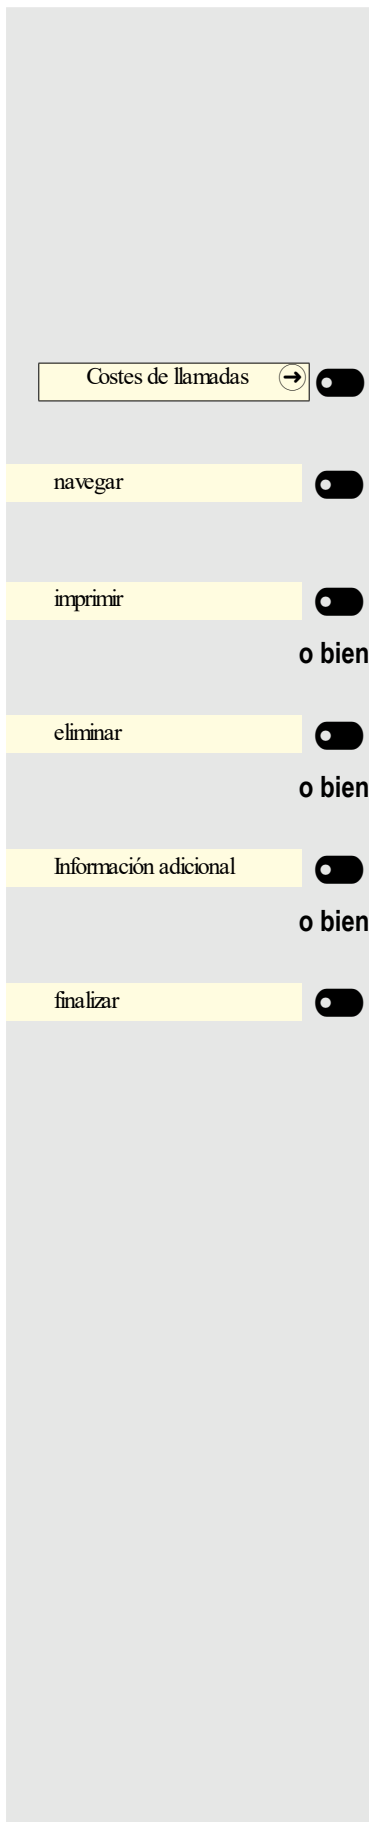 Costes de llamadas
navegar
imprimir
o bien
eliminar
o bien
Información adicional
o bien
finalizar